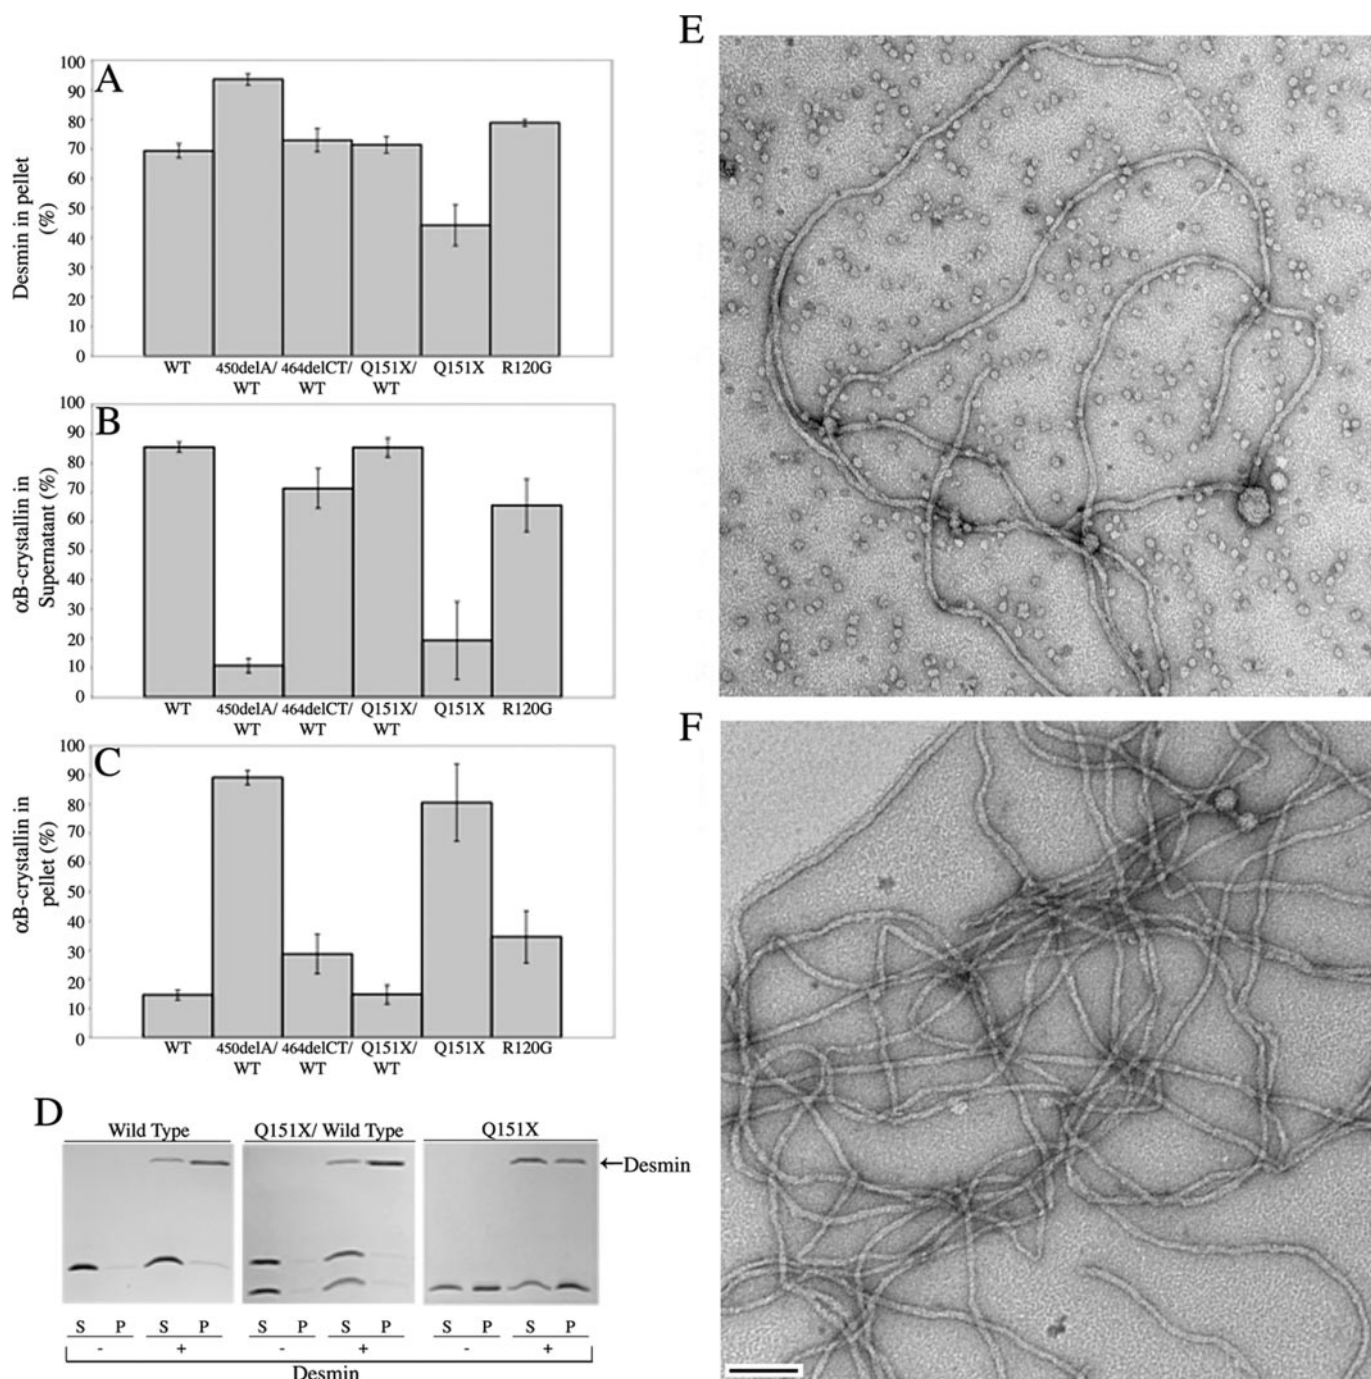 A
100
90
80
70
60
50
40
30
20
10
0
Desmin in pellet
(%)
WT
450delA/
WT
464delCT/
WT
Q151X/
WT
Q151X
R120G
B
100
90
80
70
60
50
40
30
20
10
0
αB-crystallin in
Supernatant (%)
WT
450delA/
WT
464delCT/
WT
Q151X/
WT
Q151X
R120G
C
100
90
80
70
60
50
40
30
20
10
0
αB-crystallin in
pellet (%)
WT
450delA/
WT
464delCT/
WT
Q151X/
WT
Q151X
R120G
D
Wild Type
Q151X/ Wild Type
Q151X
←Desmin
S P S P S P S P S P S P
- + - + - +
Desmin
E
F